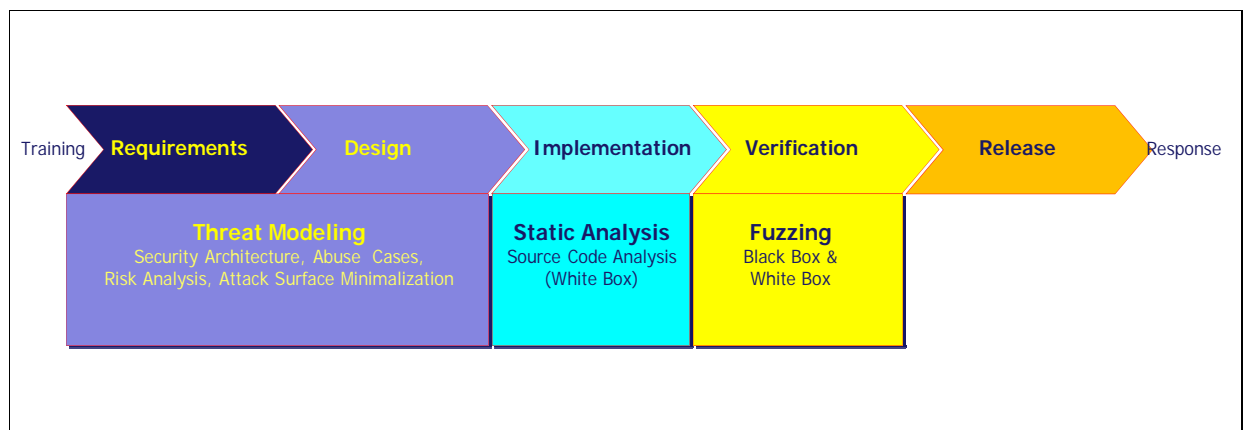 Training
Requirements
Design
Implementation
Verification
Release
Response
Threat Modeling
Security Architecture, Abuse Cases,
Risk Analysis, Attack Surface Minimalization
Static Analysis
Source Code Analysis
(White Box)
Fuzzing
Black Box &
White Box